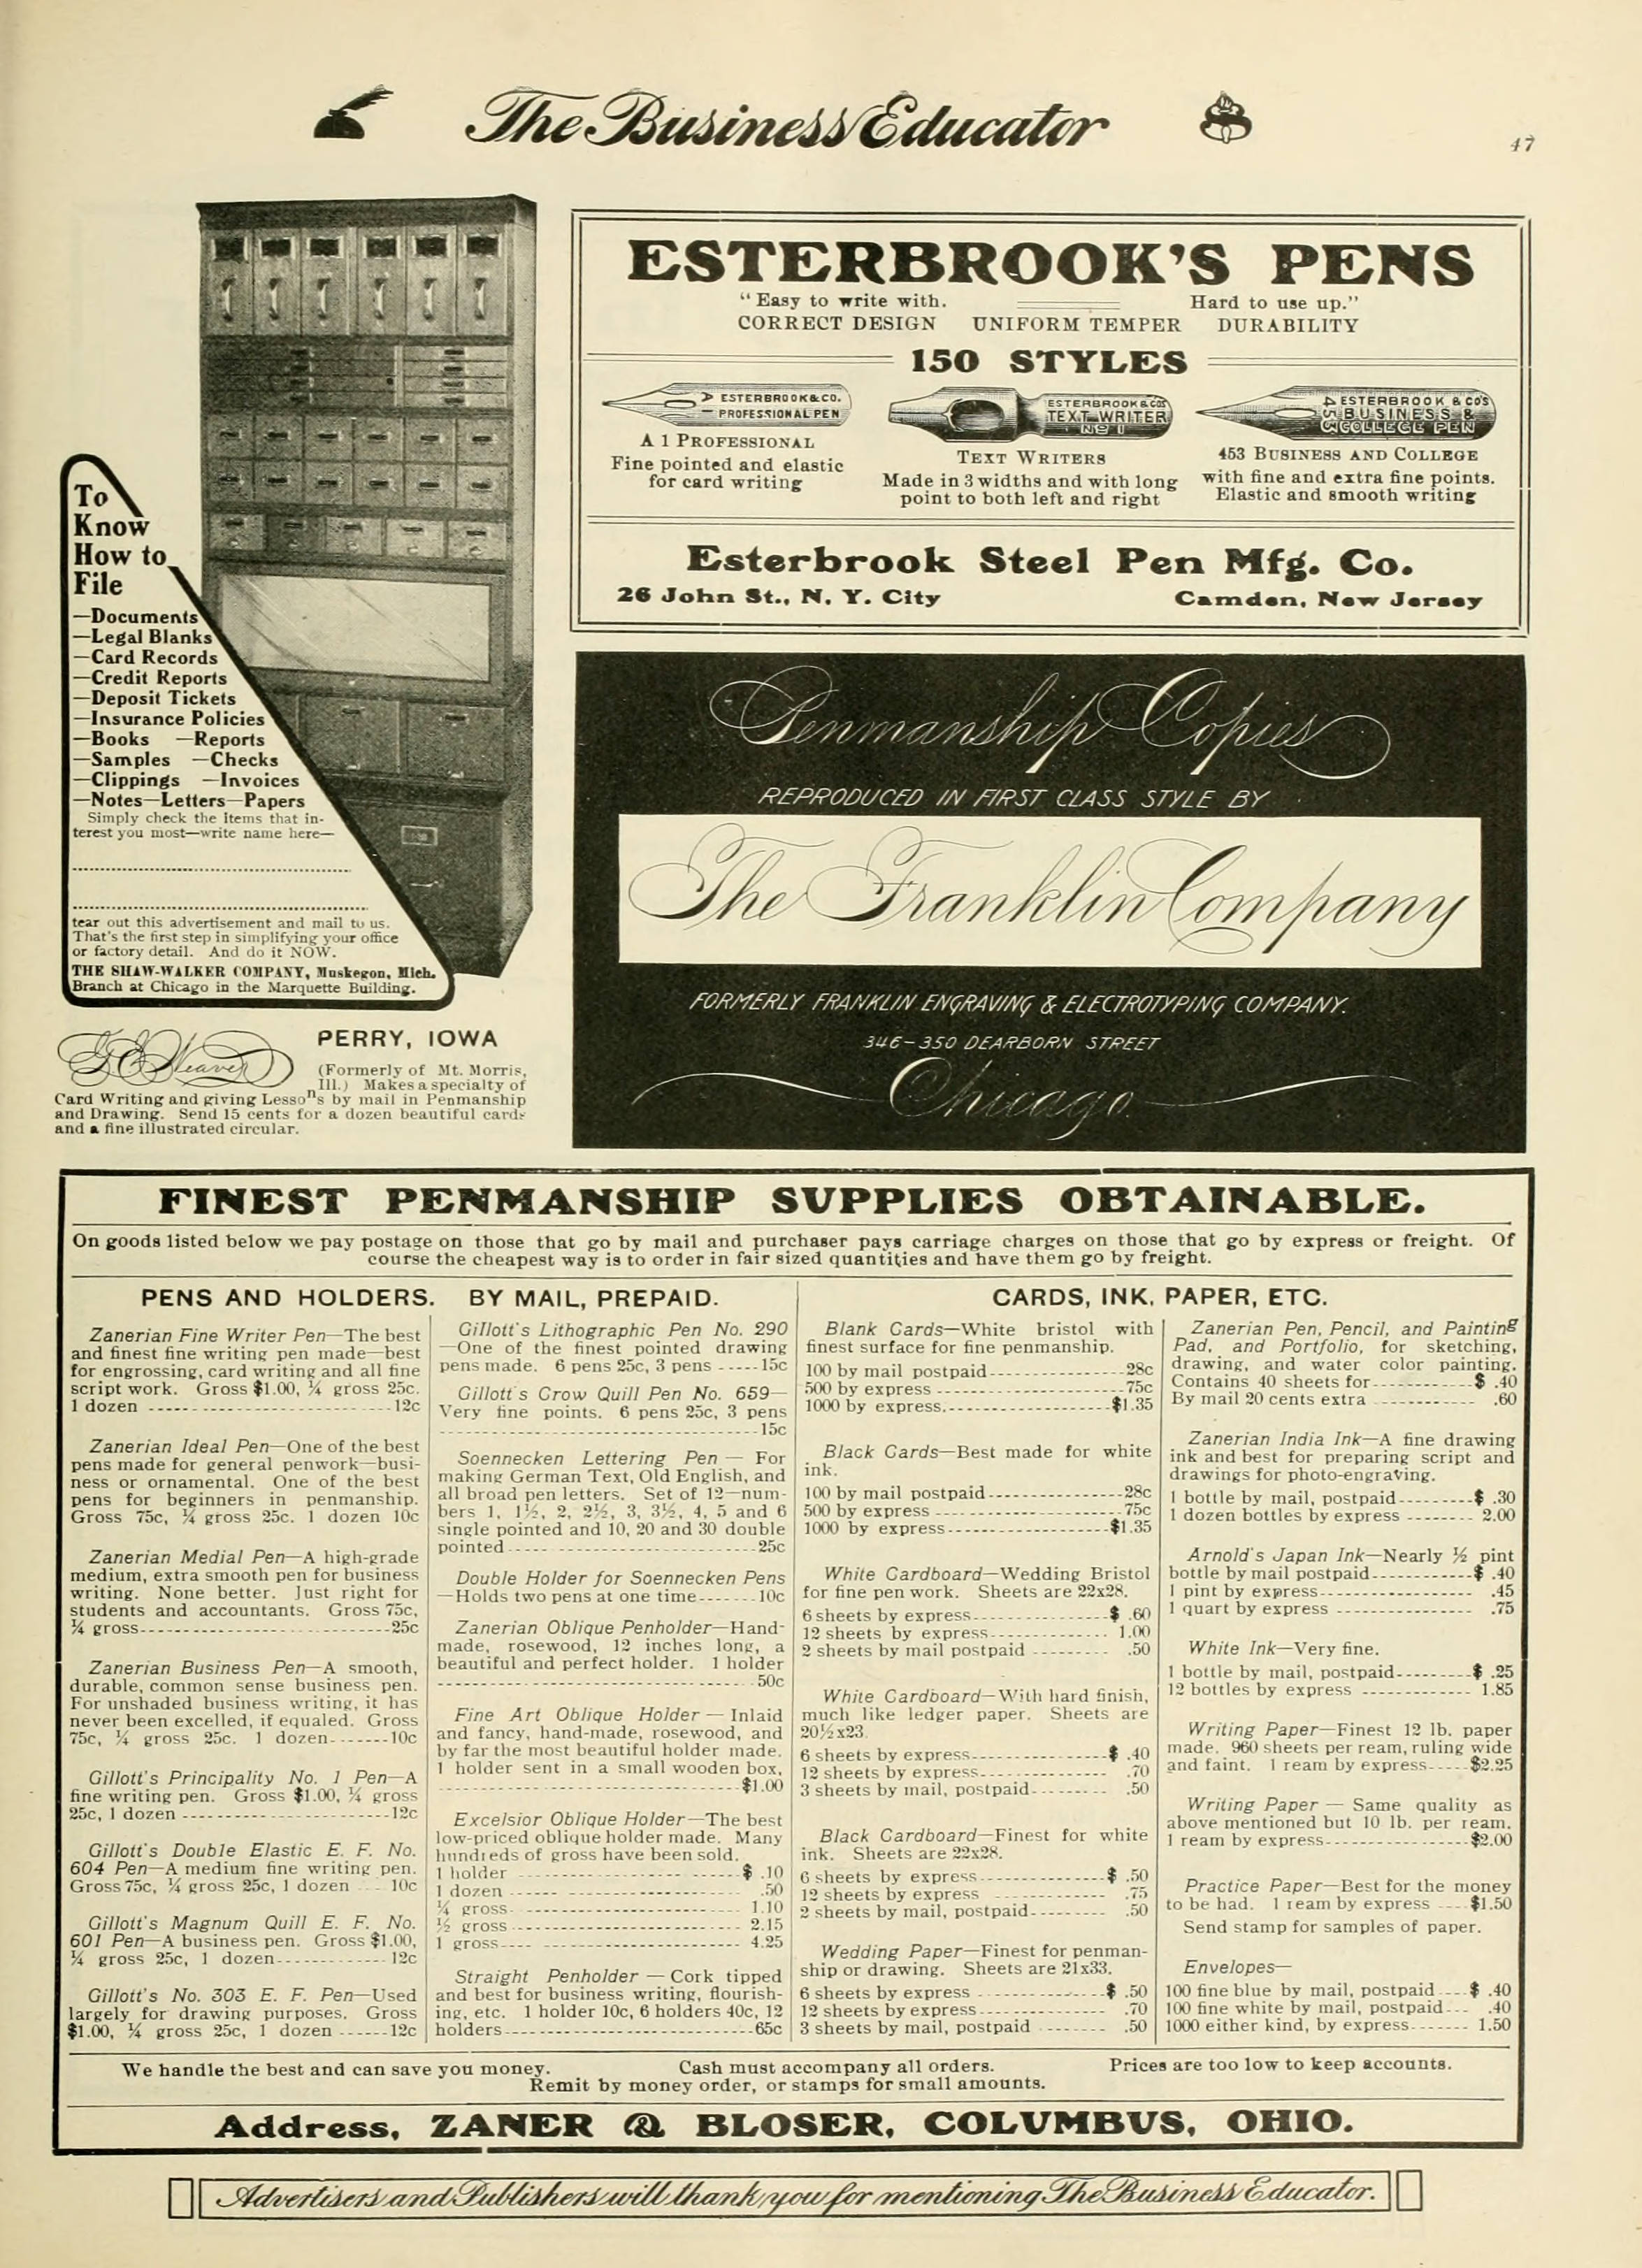 The Business Educator
47
To
Know
How to
File
—Documents
—Legal Blanks
—Card Records
—Credit Reports
—Deposit Tickets
—Insurance Policies
—Books —Reports
—Samples —Checks
—Clippings —Invoices
—Notes—Letters—Papers
Simply check the items that in-
terest you most—write name here—
tear out this advertisement and mail to us.
That's the first step in simplifying your office
or factory detail. And do it NOW.
THE SHAW-WALKER COMPANY, Muskegon, Mich.
Branch at Chicago in the Marquette Building.
Weaver
PERRY, IOWA
(Formerly of Mt. Morris,
Ill.) Makes a specialty of
Card Writing and giving Lessons by mail in Penmanship
and Drawing. Send 15 cents for a dozen beautiful cards
and a fine illustrated circular.
ESTERBROOK'S PENS
"Easy to write with. Hard to use up."
CORRECT DESIGN UNIFORM TEMPER DURABILITY
150 STYLES
ESTERBROOK & CO.
PROFESSIONAL PEN
A 1 PROFESSIONAL
Fine pointed and elastic
for card writing
ESTERBROOK & CO'S
TEXT WRITER
No 1
TEXT WRITERS
Made in 3 widths and with long
point to both left and right
ESTERBROOK & CO'S
BUSINESS &
COLLEGE PEN
453
453 BUSINESS AND COLLEGE
with fine and extra fine points.
Elastic and smooth writing
Esterbrook Steel Pen Mfg. Co.
26 John St., N. Y. City Camden, New Jersey
Penmanship Copies
REPRODUCED IN FIRST CLASS STYLE BY
The Franklin Company
FORMERLY FRANKLIN ENGRAVING & ELECTROTYPING COMPANY.
346-350 DEARBORN STREET
Chicago.
FINEST PENMANSHIP SUPPLIES OBTAINABLE.
On goods listed below we pay postage on those that go by mail and purchaser pays carriage charges on those that go by express or freight. Of
course the cheapest way is to order in fair sized quantities and have them go by freight.
PENS AND HOLDERS. BY MAIL, PREPAID.
Zanerian Fine Writer Pen—The best
and finest fine writing pen made—best
for engrossing, card writing and all fine
script work. Gross $1.00, ¼ gross 25c.
1 dozen 12c
Zanerian Ideal Pen—One of the best
pens made for general penwork—busi-
ness or ornamental. One of the best
pens for beginners in penmanship.
Gross 75c, ¼ gross 25c. 1 dozen 10c
Zanerian Medial Pen—A high-grade
medium, extra smooth pen for business
writing. None better. Just right for
students and accountants. Gross 75c,
¼ gross 25c
Zanerian Business Pen—A smooth,
durable, common sense business pen.
For unshaded business writing, it has
never been excelled, if equaled. Gross
75c, ¼ gross 25c. 1 dozen 10c
Gillott's Principality No. 1 Pen—A
fine writing pen. Gross $1.00, ¼ gross
25c, 1 dozen 12c
Gillott's Double Elastic E. F. No.
604 Pen—A medium fine writing pen.
Gross 75c, ¼ gross 25c, 1 dozen 10c
Gillott's Magnum Quill E. F. No.
601 Pen—A business pen. Gross $1.00,
¼ gross 25c, 1 dozen 12c
Gillott's No. 303 E. F. Pen—Used
largely for drawing purposes. Gross
$1.00, ¼ gross 25c, 1 dozen 12c
Gillott's Lithographic Pen No. 290
—One of the finest pointed drawing
pens made. 6 pens 25c, 3 pens 15c
Gillott's Crow Quill Pen No. 659—
Very fine points. 6 pens 25c, 3 pens
15c
Soennecken Lettering Pen — For
making German Text, Old English, and
all broad pen letters. Set of 12—num-
bers 1, 1½, 2, 2½, 3, 3½, 4, 5 and 6
single pointed and 10, 20 and 30 double
pointed 25c
Double Holder for Soennecken Pens
—Holds two pens at one time 10c
Zanerian Oblique Penholder—Hand-
made, rosewood, 12 inches long, a
beautiful and perfect holder. 1 holder
50c
Fine Art Oblique Holder — Inlaid
and fancy, hand-made, rosewood, and
by far the most beautiful holder made.
1 holder sent in a small wooden box,
$1.00
Excelsior Oblique Holder—The best
low-priced oblique holder made. Many
hundreds of gross have been sold.
1 holder $ .10
1 dozen .50
¼ gross 1.10
½ gross 2.15
1 gross 4.25
Straight Penholder — Cork tipped
and best for business writing, flourish-
ing, etc. 1 holder 10c, 6 holders 40c, 12
holders 65c
CARDS, INK, PAPER, ETC.
Blank Cards—White bristol with
finest surface for fine penmanship.
100 by mail postpaid 28c
500 by express 75c
1000 by express. $1.35
Black Cards—Best made for white
ink.
100 by mail postpaid 28c
500 by express 75c
1000 by express $1.35
White Cardboard—Wedding Bristol
for fine pen work. Sheets are 22x28.
6 sheets by express $ .60
12 sheets by express 1.00
2 sheets by mail postpaid .50
White Cardboard—With hard finish,
much like ledger paper. Sheets are
20½x23.
6 sheets by express $ .40
12 sheets by express .70
3 sheets by mail, postpaid .50
Black Cardboard—Finest for white
ink. Sheets are 22x28.
6 sheets by express $ .50
12 sheets by express .75
2 sheets by mail, postpaid .50
Wedding Paper—Finest for penman-
ship or drawing. Sheets are 21x33.
6 sheets by express $ .50
12 sheets by express .70
3 sheets by mail, postpaid .50
Zanerian Pen, Pencil, and Painting
Pad, and Portfolio, for sketching,
drawing, and water color painting.
Contains 40 sheets for $ .40
By mail 20 cents extra .60
Zanerian India Ink—A fine drawing
ink and best for preparing script and
drawings for photo-engraving.
1 bottle by mail, postpaid $ .30
1 dozen bottles by express 2.00
Arnold's Japan Ink—Nearly ½ pint
bottle by mail postpaid $ .40
1 pint by express .45
1 quart by express .75
White Ink—Very fine.
1 bottle by mail, postpaid $ .25
12 bottles by express 1.85
Writing Paper—Finest 12 lb. paper
made. 960 sheets per ream, ruling wide
and faint. 1 ream by express $2.25
Writing Paper — Same quality as
above mentioned but 10 lb. per ream.
1 ream by express $2.00
Practice Paper—Best for the money
to be had. 1 ream by express $1.50
Send stamp for samples of paper.
Envelopes—
100 fine blue by mail, postpaid $ .40
100 fine white by mail, postpaid .40
1000 either kind, by express 1.50
We handle the best and can save you money. Cash must accompany all orders. Prices are too low to keep accounts.
Remit by money order, or stamps for small amounts.
Address, ZANER & BLOSER, COLUMBUS, OHIO.
Advertisers and Publishers will thank you for mentioning The Business Educator.